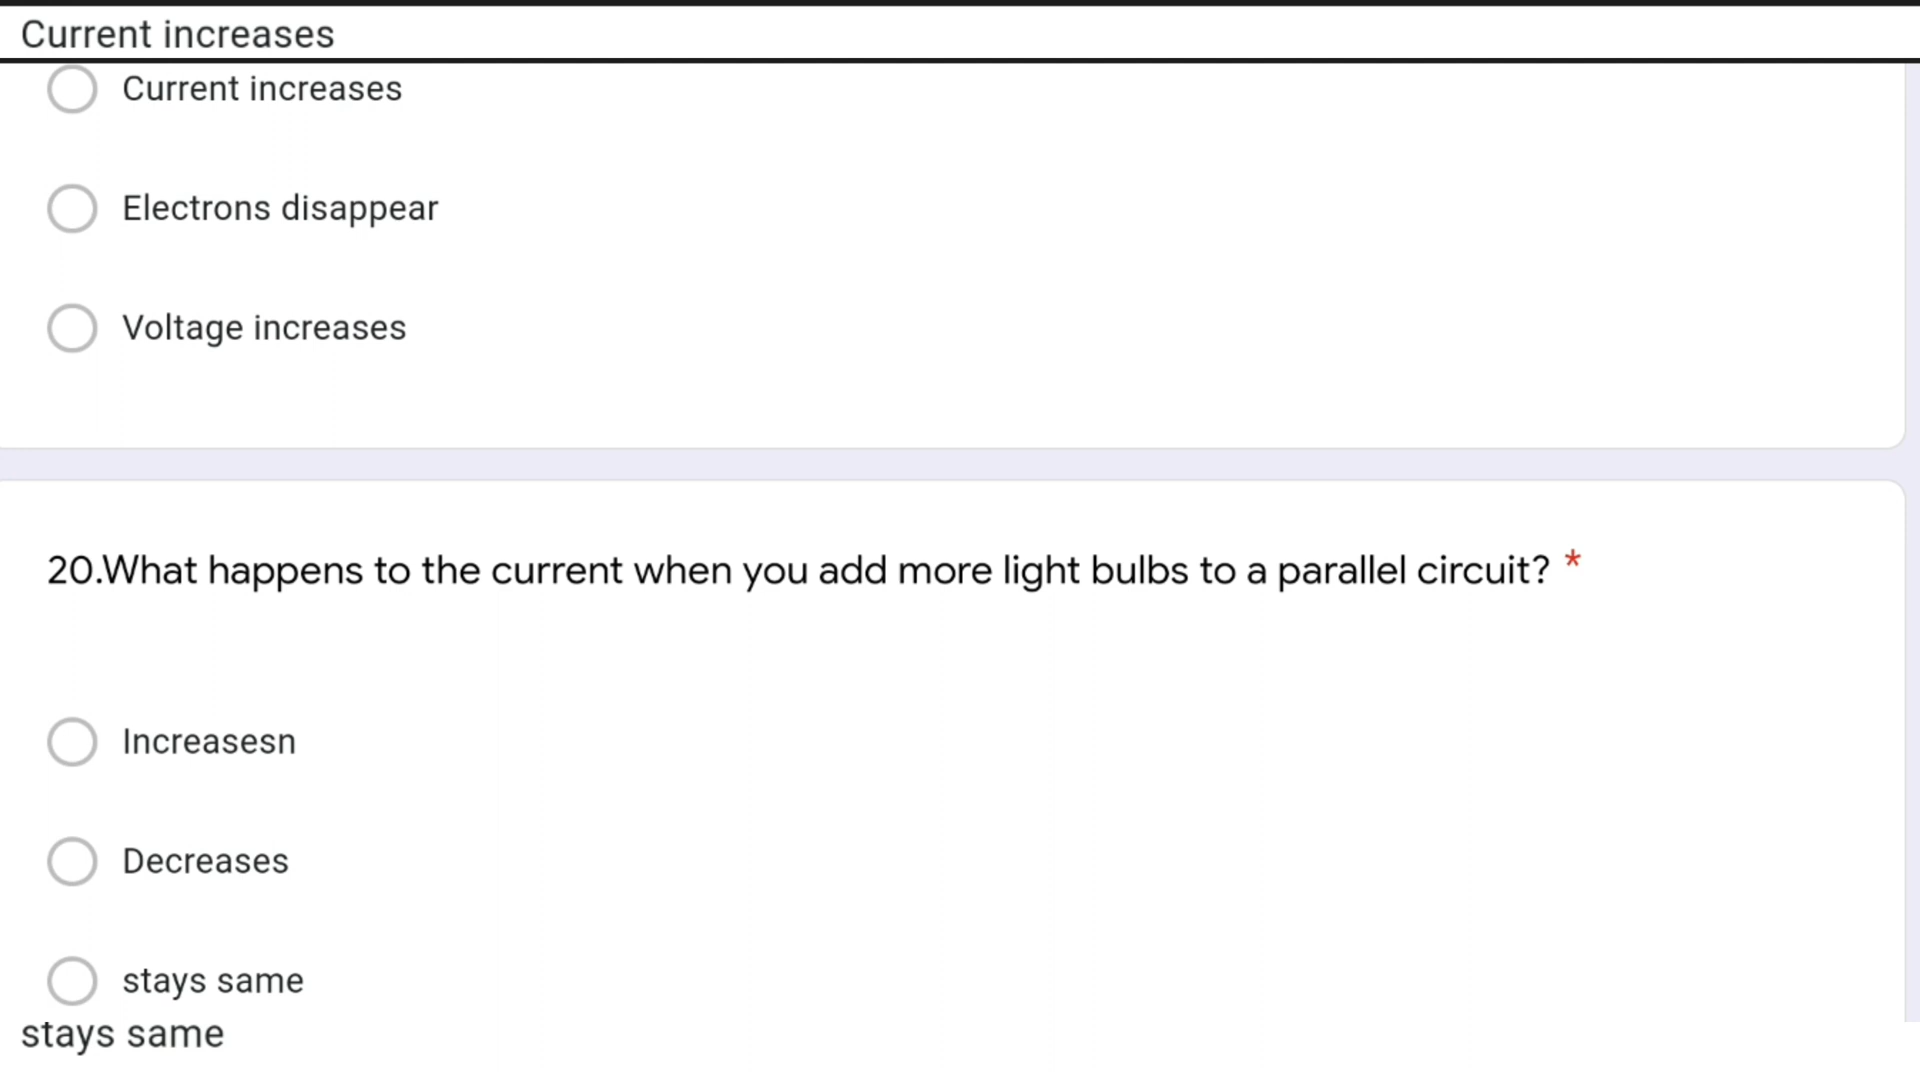 Current increases
Current increases
Electrons disappear
Voltage increases
20.What happens to the current when you add more light bulbs to a parallel circuit? *
Increasesn
Decreases
stays same
stays same